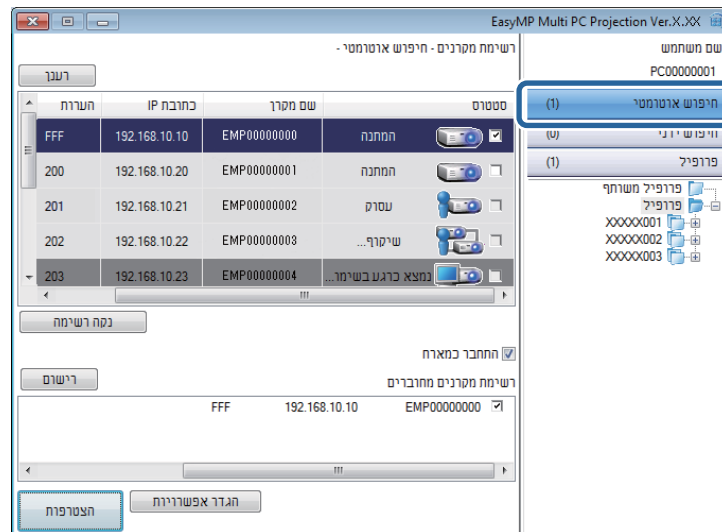 EasyMP Multi PC Projection Ver.X.XX
שם משתמש
PC00000001
חיפוש אוטומטי (1)
חיפוש ידני (0)
פרופיל (1)
פרופיל משותף
פרופיל
XXXXX001
XXXXX002
XXXXX003
רשימת מקרנים - חיפוש אוטומטי -
רענן
סטטוס שם מקרן כתובת IP הערות
המתנה EMP00000000 192.168.10.10 FFF
המתנה EMP00000001 192.168.10.20 200
עסוק EMP00000002 192.168.10.21 201
שיקוף... EMP00000003 192.168.10.22 202
נמצא כרגע בשימו... EMP00000004 192.168.10.23 203
נקה רשימה
התחבר כמארח
רשימת מקרנים מחוברים
רישום
EMP00000000 192.168.10.10 FFF
הגדר אפשרויות
הצטרפות